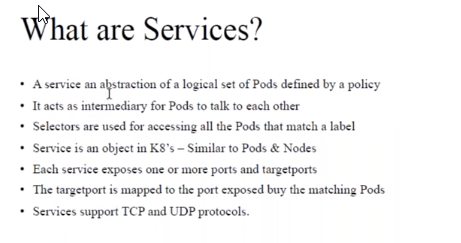 What are Services?
• A service an abstraction of a logical set of Pods defined by a policy
• It acts as intermediary for Pods to talk to each other
• Selectors are used for accessing all the Pods that match a label
• Service is an object in K8's – Similar to Pods & Nodes
• Each service exposes one or more ports and targetports
• The targetport is mapped to the port exposed buy the matching Pods
• Services support TCP and UDP protocols.